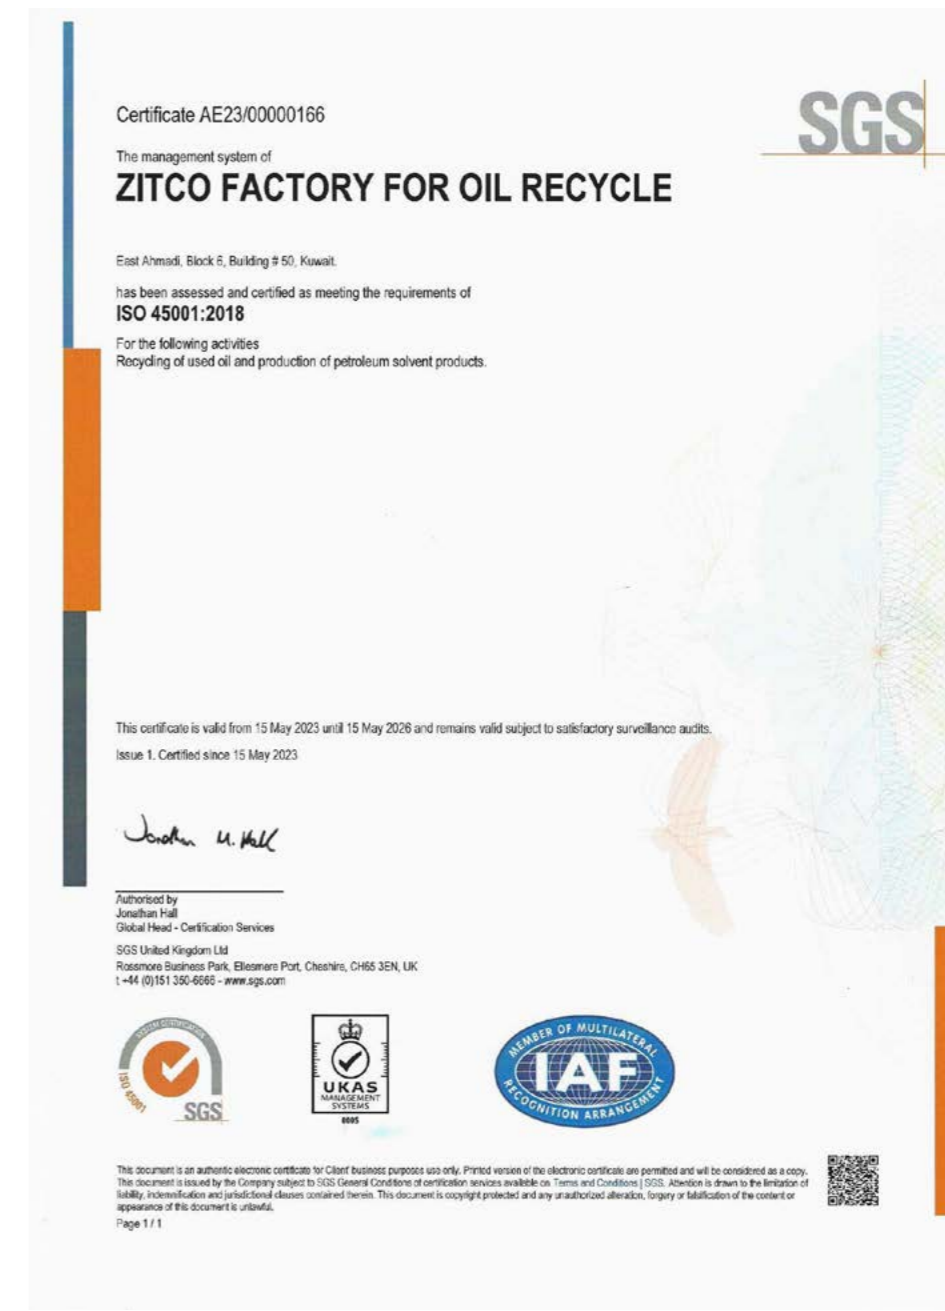 Certificate AE23/00000166
SGS
The management system of
ZITCO FACTORY FOR OIL RECYCLE
East Ahmadi, Block 6, Building # 50, Kuwait.
has been assessed and certified as meeting the requirements of
ISO 45001:2018
For the following activities
Recycling of used oil and production of petroleum solvent products.
This certificate is valid from 15 May 2023 until 15 May 2026 and remains valid subject to satisfactory surveillance audits.
Issue 1. Certified since 15 May 2023
Jonathan M. Hall
Authorised by
Jonathan Hall
Global Head - Certification Services
SGS United Kingdom Ltd
Rossmore Business Park, Ellesmere Port, Cheshire, CH65 3EN, UK
t +44 (0)151 350-6666 - www.sgs.com
SYSTEM CERTIFICATION
ISO 45001
SGS
UKAS
MANAGEMENT
SYSTEMS
0005
MEMBER OF MULTILATERAL
IAF
RECOGNITION ARRANGEMENT
This document is an authentic electronic certificate for Client' business purposes use only. Printed version of the electronic certificate are permitted and will be considered as a copy.
This document is issued by the Company subject to SGS General Conditions of certification services available on Terms and Conditions | SGS. Attention is drawn to the limitation of
liability, indemnification and jurisdictional clauses contained therein. This document is copyright protected and any unauthorized alteration, forgery or falsification of the content or
appearance of this document is unlawful.
Page 1 / 1